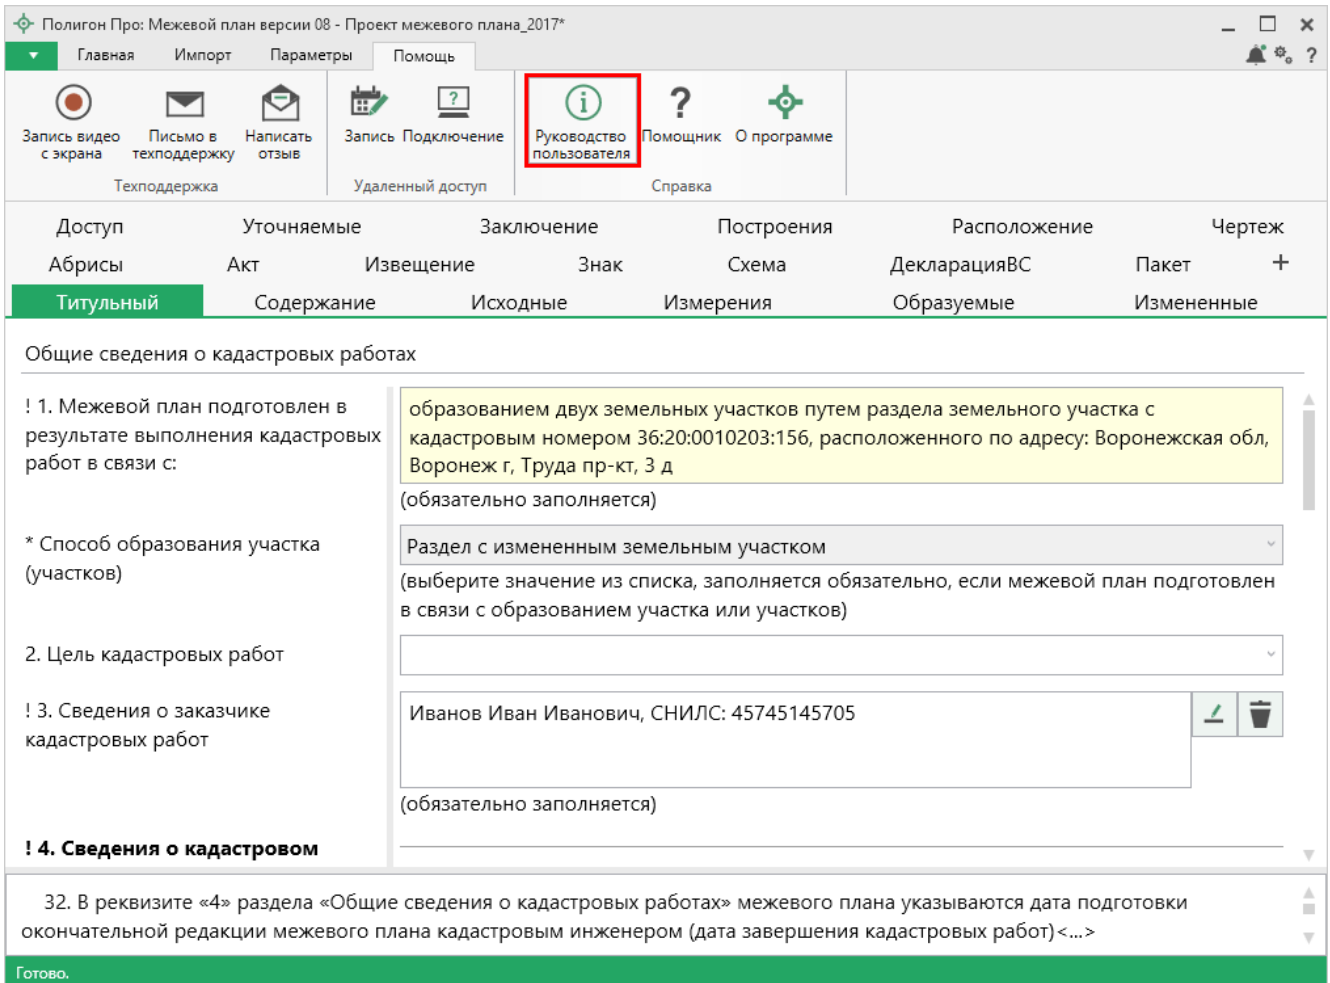 Полигон Про: Межевой план версии 08 - Проект межевого плана_2017*
Главная Импорт Параметры Помощь
?
Запись видео с экрана
Письмо в техподдержку
Написать отзыв
Запись
? Подключение
i Руководство пользователя
? Помощник
О программе
Техподдержка Удаленный доступ Справка
Доступ Уточняемые Заключение Построения Расположение Чертеж
Абрисы Акт Извещение Знак Схема ДекларацияВС Пакет +
Титульный Содержание Исходные Измерения Образуемые Измененные
Общие сведения о кадастровых работах
! 1. Межевой план подготовлен в
результате выполнения кадастровых
работ в связи с:
образованием двух земельных участков путем раздела земельного участка с
кадастровым номером 36:20:0010203:156, расположенного по адресу: Воронежская обл,
Воронеж г, Труда пр-кт, 3 д
(обязательно заполняется)
* Способ образования участка
(участков)
Раздел с измененным земельным участком
(выберите значение из списка, заполняется обязательно, если межевой план подготовлен
в связи с образованием участка или участков)
2. Цель кадастровых работ
! 3. Сведения о заказчике
кадастровых работ
Иванов Иван Иванович, СНИЛС: 45745145705
(обязательно заполняется)
! 4. Сведения о кадастровом
32. В реквизите «4» раздела «Общие сведения о кадастровых работах» межевого плана указываются дата подготовки
окончательной редакции межевого плана кадастровым инженером (дата завершения кадастровых работ)<...>
Готово.